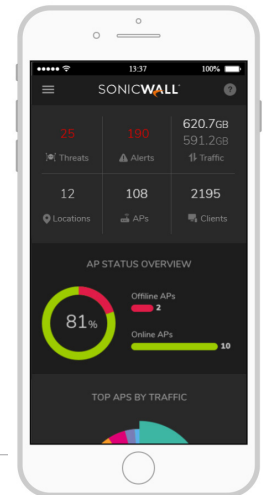 13:37
100%
SONICWALL
?
25
190
620.7GB
591.2GB
Threats
Alerts
Traffic
12
108
2195
Locations
APs
Clients
AP STATUS OVERVIEW
81%
Offiline APs
2
Online APs
10
TOP APS BY TRAFFIC